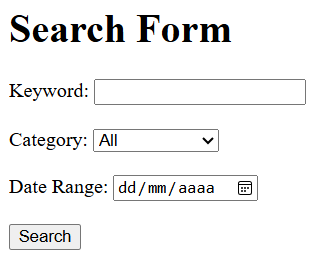 Search Form
Keyword:
Category: All
Date Range: dd/mm/aaaa
Search